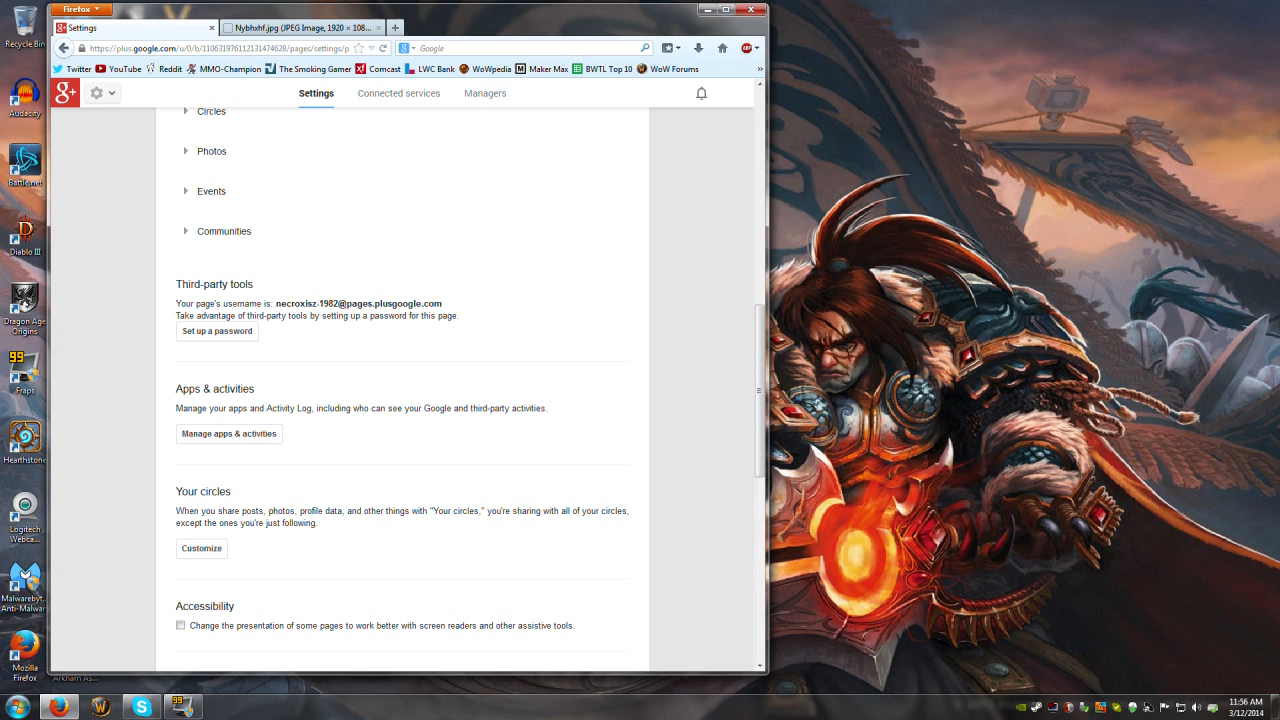 Firefox
Settings
Nybhxhf.jpg (JPEG Image, 1920 × 108...
https://plus.google.com/u/0/b/110631976112131474628/pages/settings/p
Google
Twitter YouTube Reddit MMO-Champion The Smoking Gamer Comcast LWC Bank WoWpedia Maker Max BWTL Top 10 WoW Forums »
g+ Settings Connected services Managers
Circles
Photos
Events
Communities
Third-party tools
Your page's username is: necroxisz-1982@pages.plusgoogle.com
Take advantage of third-party tools by setting up a password for this page.
Set up a password
Apps & activities
Manage your apps and Activity Log, including who can see your Google and third-party activities.
Manage apps & activities
Your circles
When you share posts, photos, profile data, and other things with "Your circles," you're sharing with all of your circles,
except the ones you're just following.
Customize
Accessibility
Change the presentation of some pages to work better with screen readers and other assistive tools.
Recycle Bin
Audacity
Battle.net
Diablo III
Dragon Age
Origins
99
Fraps
Hearthstone
Logitech
Webca...
Malwarebyt...
Anti-Malwar
Mozilla
Firefox
Arkham As...
99
11:56 AM
3/12/2014